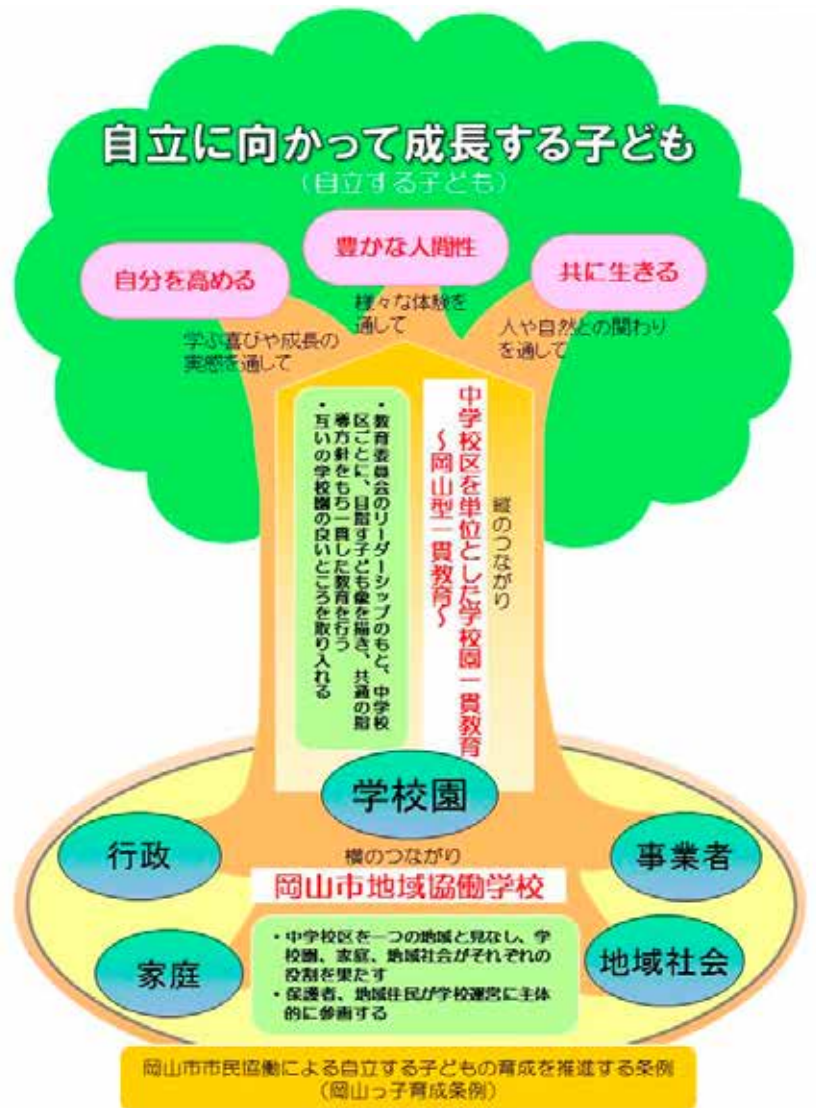 自立に向かって成長する子ども
（自立する子ども）
自分を高める
豊かな人間性
共に生きる
学ぶ喜びや成長の
実感を通して
様々な体験を
通して
人や自然との関わり
を通して
縦のつながり
中学校区を単位とした学校園一貫教育
～岡山型一貫教育～
・教育委員会のリーダーシップのもと、中学校
区ごとに、目指す子ども像を描き、共通の指
導方針をもち一貫した教育を行う
・互いの学校園の良いところを取り入れる
学校園
行政
事業者
横のつながり
岡山市地域協働学校
家庭
地域社会
・中学校区を一つの地域と見なし、学
校園、家庭、地域社会がそれぞれの
役割を果たす
・保護者、地域住民が学校運営に主体
的に参画する
岡山市市民協働による自立する子どもの育成を推進する条例
（岡山っ子育成条例）